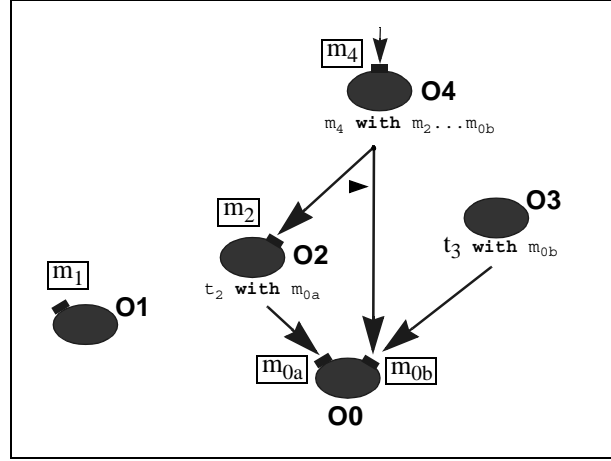 m₄
O4
m₄ with m₂...m₀b
m₂
O3
t₃ with m₀b
O2
t₂ with m₀ₐ
m₁
O1
m₀ₐ
m₀b
O0